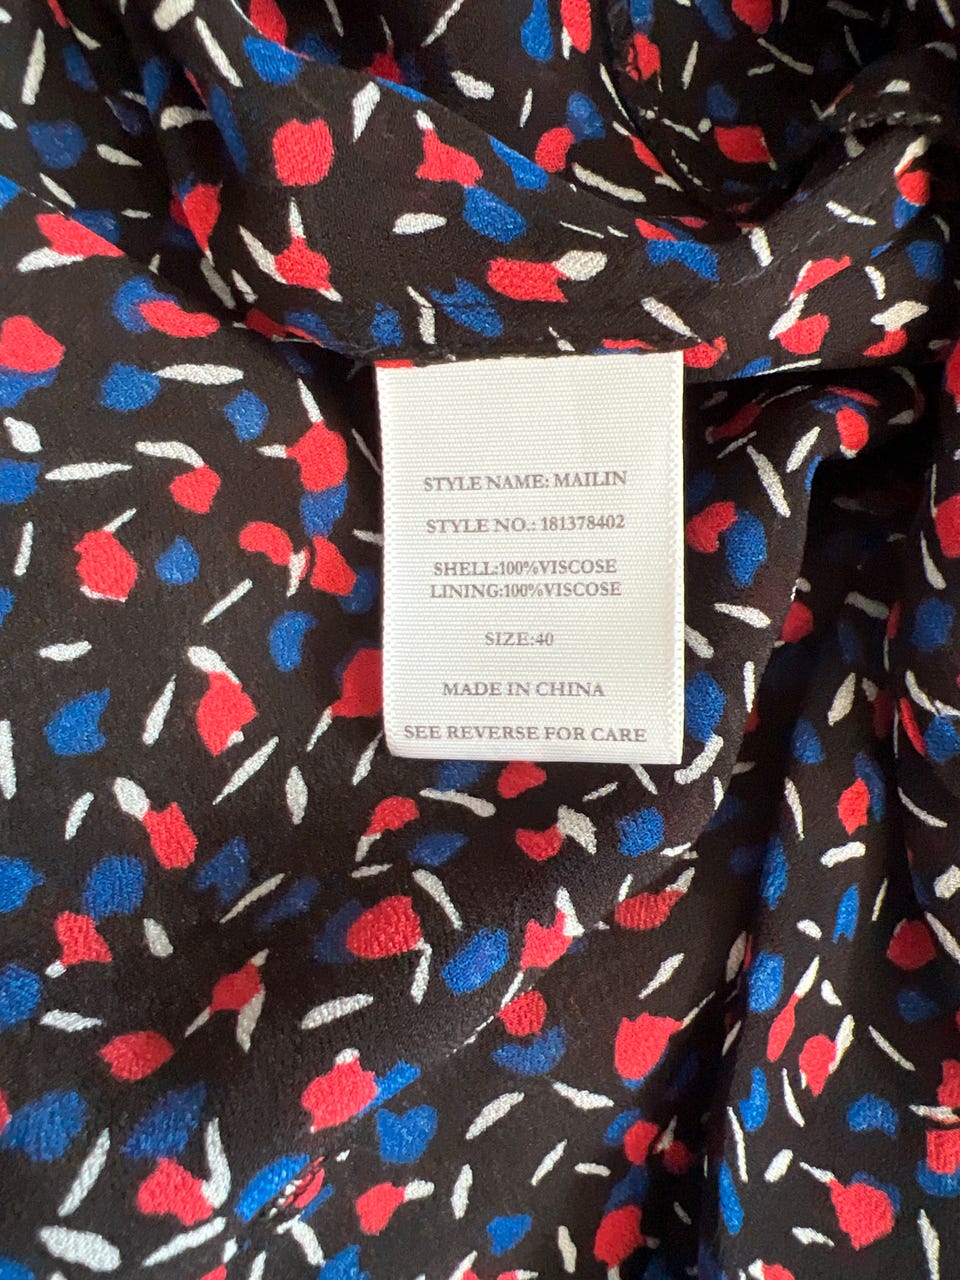 STYLE NAME: MAILIN
STYLE NO.: 181378402
SHELL:100%VISCOSE
LINING:100%VISCOSE
SIZE:40
MADE IN CHINA
SEE REVERSE FOR CARE